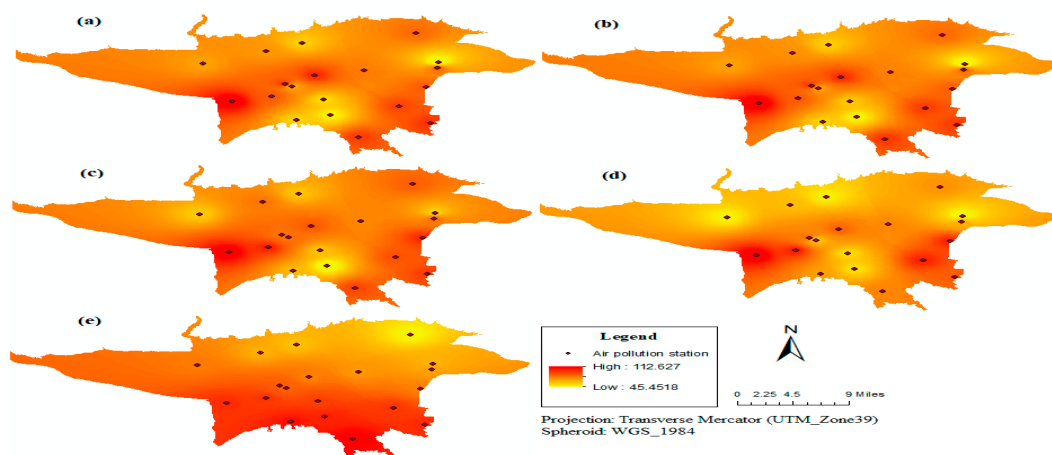 (a)
(b)
(c)
(d)
(e)
Legend
Air pollution station
High : 112.627
Low : 45.4518
N
0 2.25 4.5 9 Miles
Projection: Transverse Mercator (UTM_Zone39)
Spheroid: WGS_1984